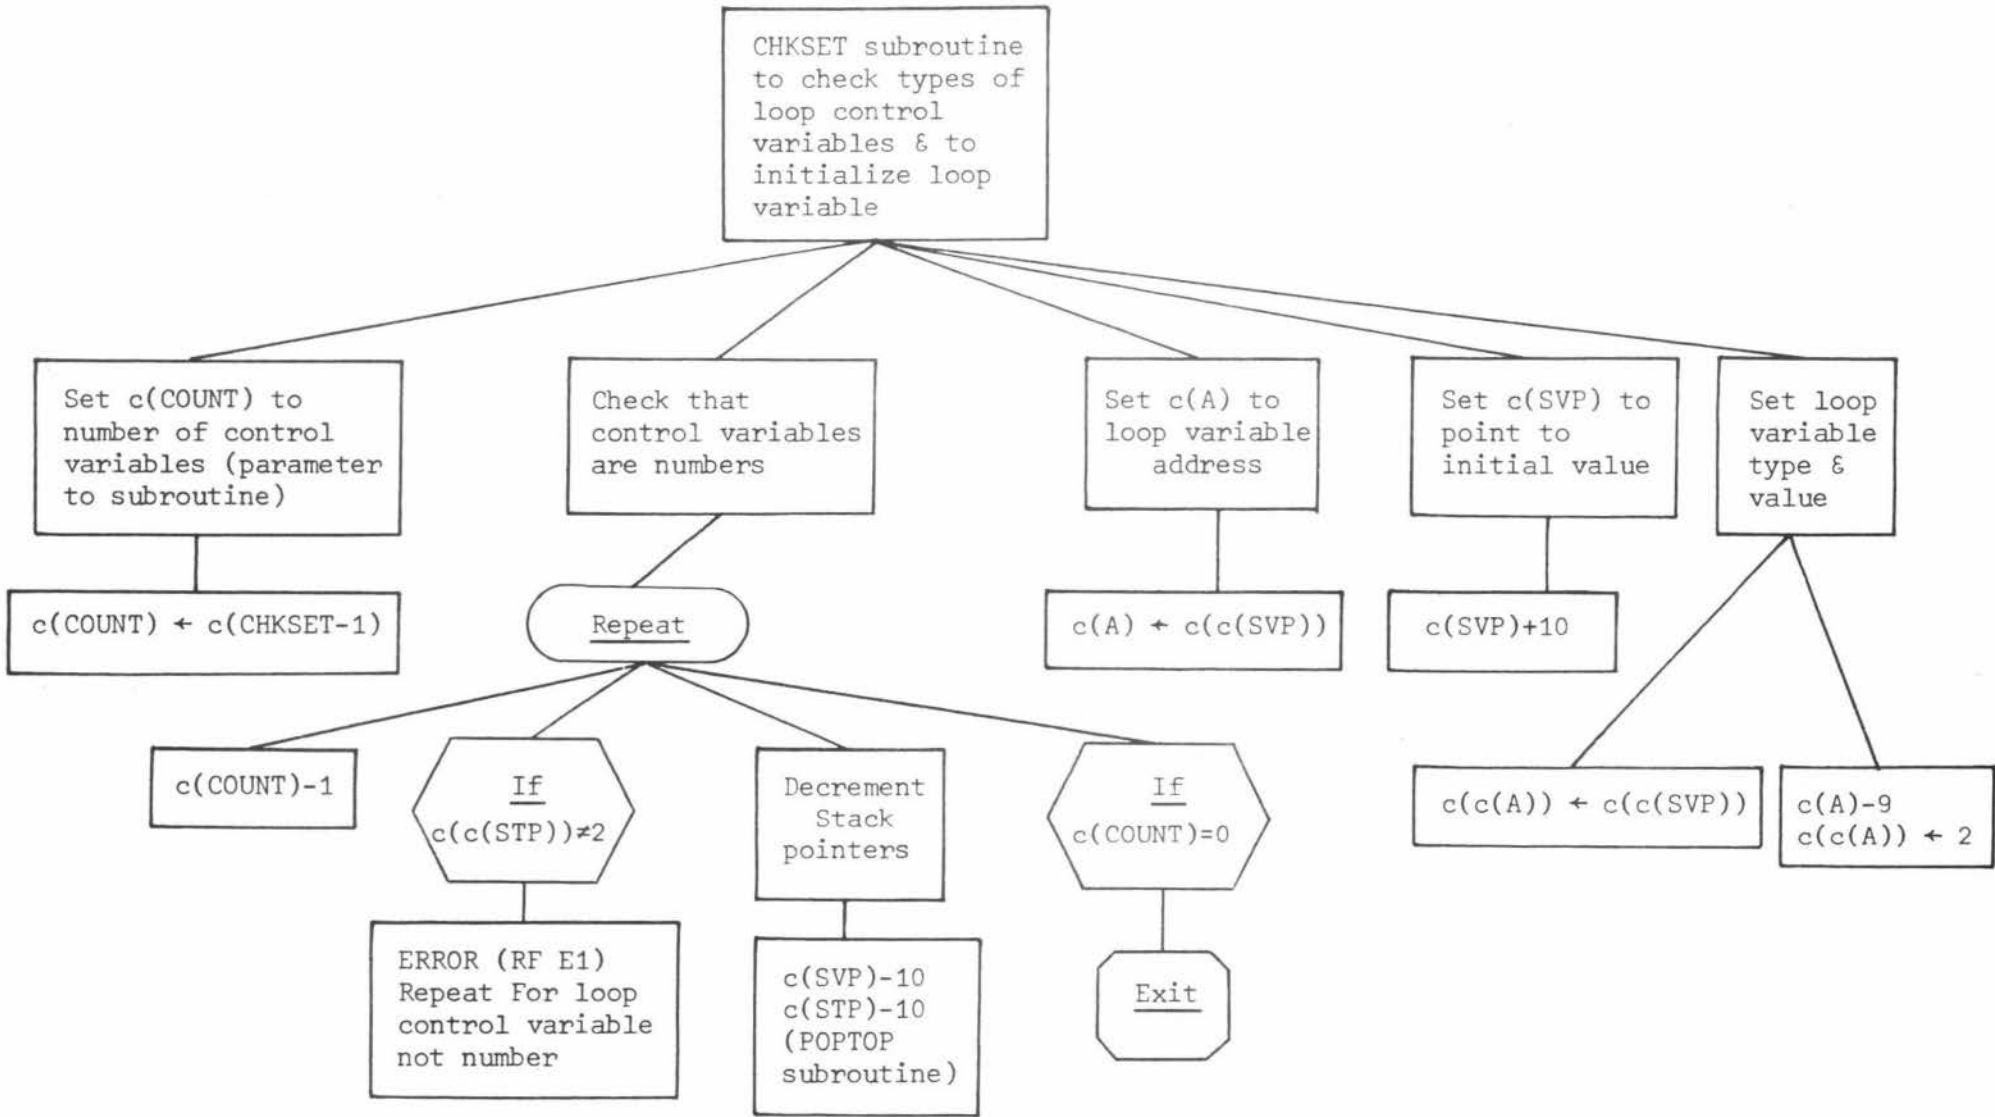 CHKSET subroutine
to check types of
loop control
variables & to
initialize loop
variable
Set c(COUNT) to
number of control
variables (parameter
to subroutine)
Check that
control variables
are numbers
Set c(A) to
loop variable
address
Set c(SVP) to
point to
initial value
Set loop
variable
type &
value
c(COUNT) ← c(CHKSET-1)
Repeat
c(A) ← c(c(SVP))
c(SVP)+10
c(COUNT)-1
If
c(c(STP))≠2
Decrement
Stack
pointers
If
c(COUNT)=0
c(c(A)) ← c(c(SVP))
c(A)-9
c(c(A)) ← 2
ERROR (RF E1)
Repeat For loop
control variable
not number
c(SVP)-10
c(STP)-10
(POPTOP
subroutine)
Exit